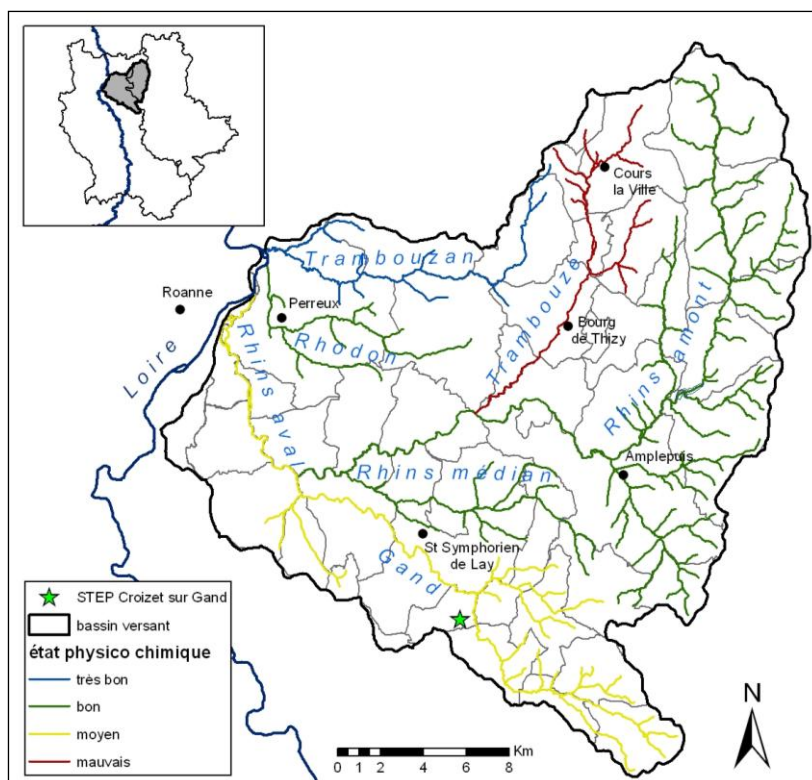 Cours
la Ville
Trambouzan
Roanne
Perreux
Rhodon
Loire
Trambouze
Bourg
de Thizy
Rhins amont
Rhins aval
Rhins médian
Amplepuis
St Symphorien
de Lay
Gand
STEP Croizet sur Gand
bassin versant
état physico chimique
très bon
bon
moyen
mauvais
N
Km
0 1 2 4 6 8